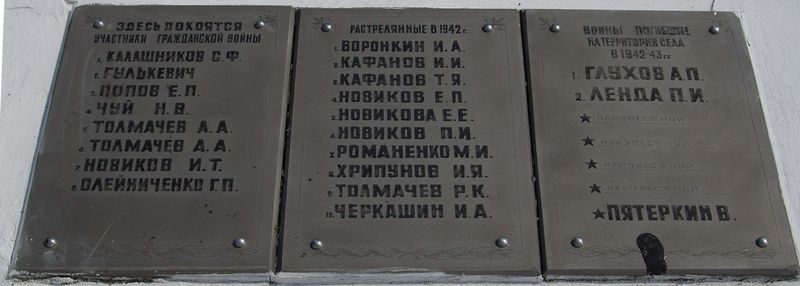 ЗДЕСЬ ПОКОЯТСЯ
УЧАСТНИКИ ГРАЖДАНСКОЙ ВОЙНЫ
1. КАЛАШНИКОВ С.Ф.
2. ГУЛЬКЕВИЧ
3. ПОПОВ Е.П.
4. ЧУЙ Н.В.
5. ТОЛМАЧЕВ А.А.
6. ТОЛМАЧЕВ Д.А.
7. НОВИКОВ И.Т.
8. ОЛЕЙНИЧЕНКО Г.П.
РАСТРЕЛЯННЫЕ В 1942 г.
1. ВОРОНКИН И.А.
2. КАФАНОВ И.И.
3. КАФАНОВ Т.Я.
4. НОВИКОВ Е.П.
5. НОВИКОВА Е.Е.
6. НОВИКОВ П.И.
7. РОМАНЕНКО М.И.
8. ХРИПУНОВ И.Я.
9. ТОЛМАЧЕВ Р.К.
10. ЧЕРКАШИН И.А.
ВОИНЫ ПОГИБШИЕ
НА ТЕРРИТОРИИ СЕЛА
В 1942-43 г.г.
1. ГЛУХОВ А.П.
2. ЛЕНДА П.И.
★ НЕИЗВЕСТНЫЙ
★ НЕИЗВЕСТНЫЙ
★ НЕИЗВЕСТНЫЙ
★ НЕИЗВЕСТНЫЙ
★ ПЯТЕРКИН В.